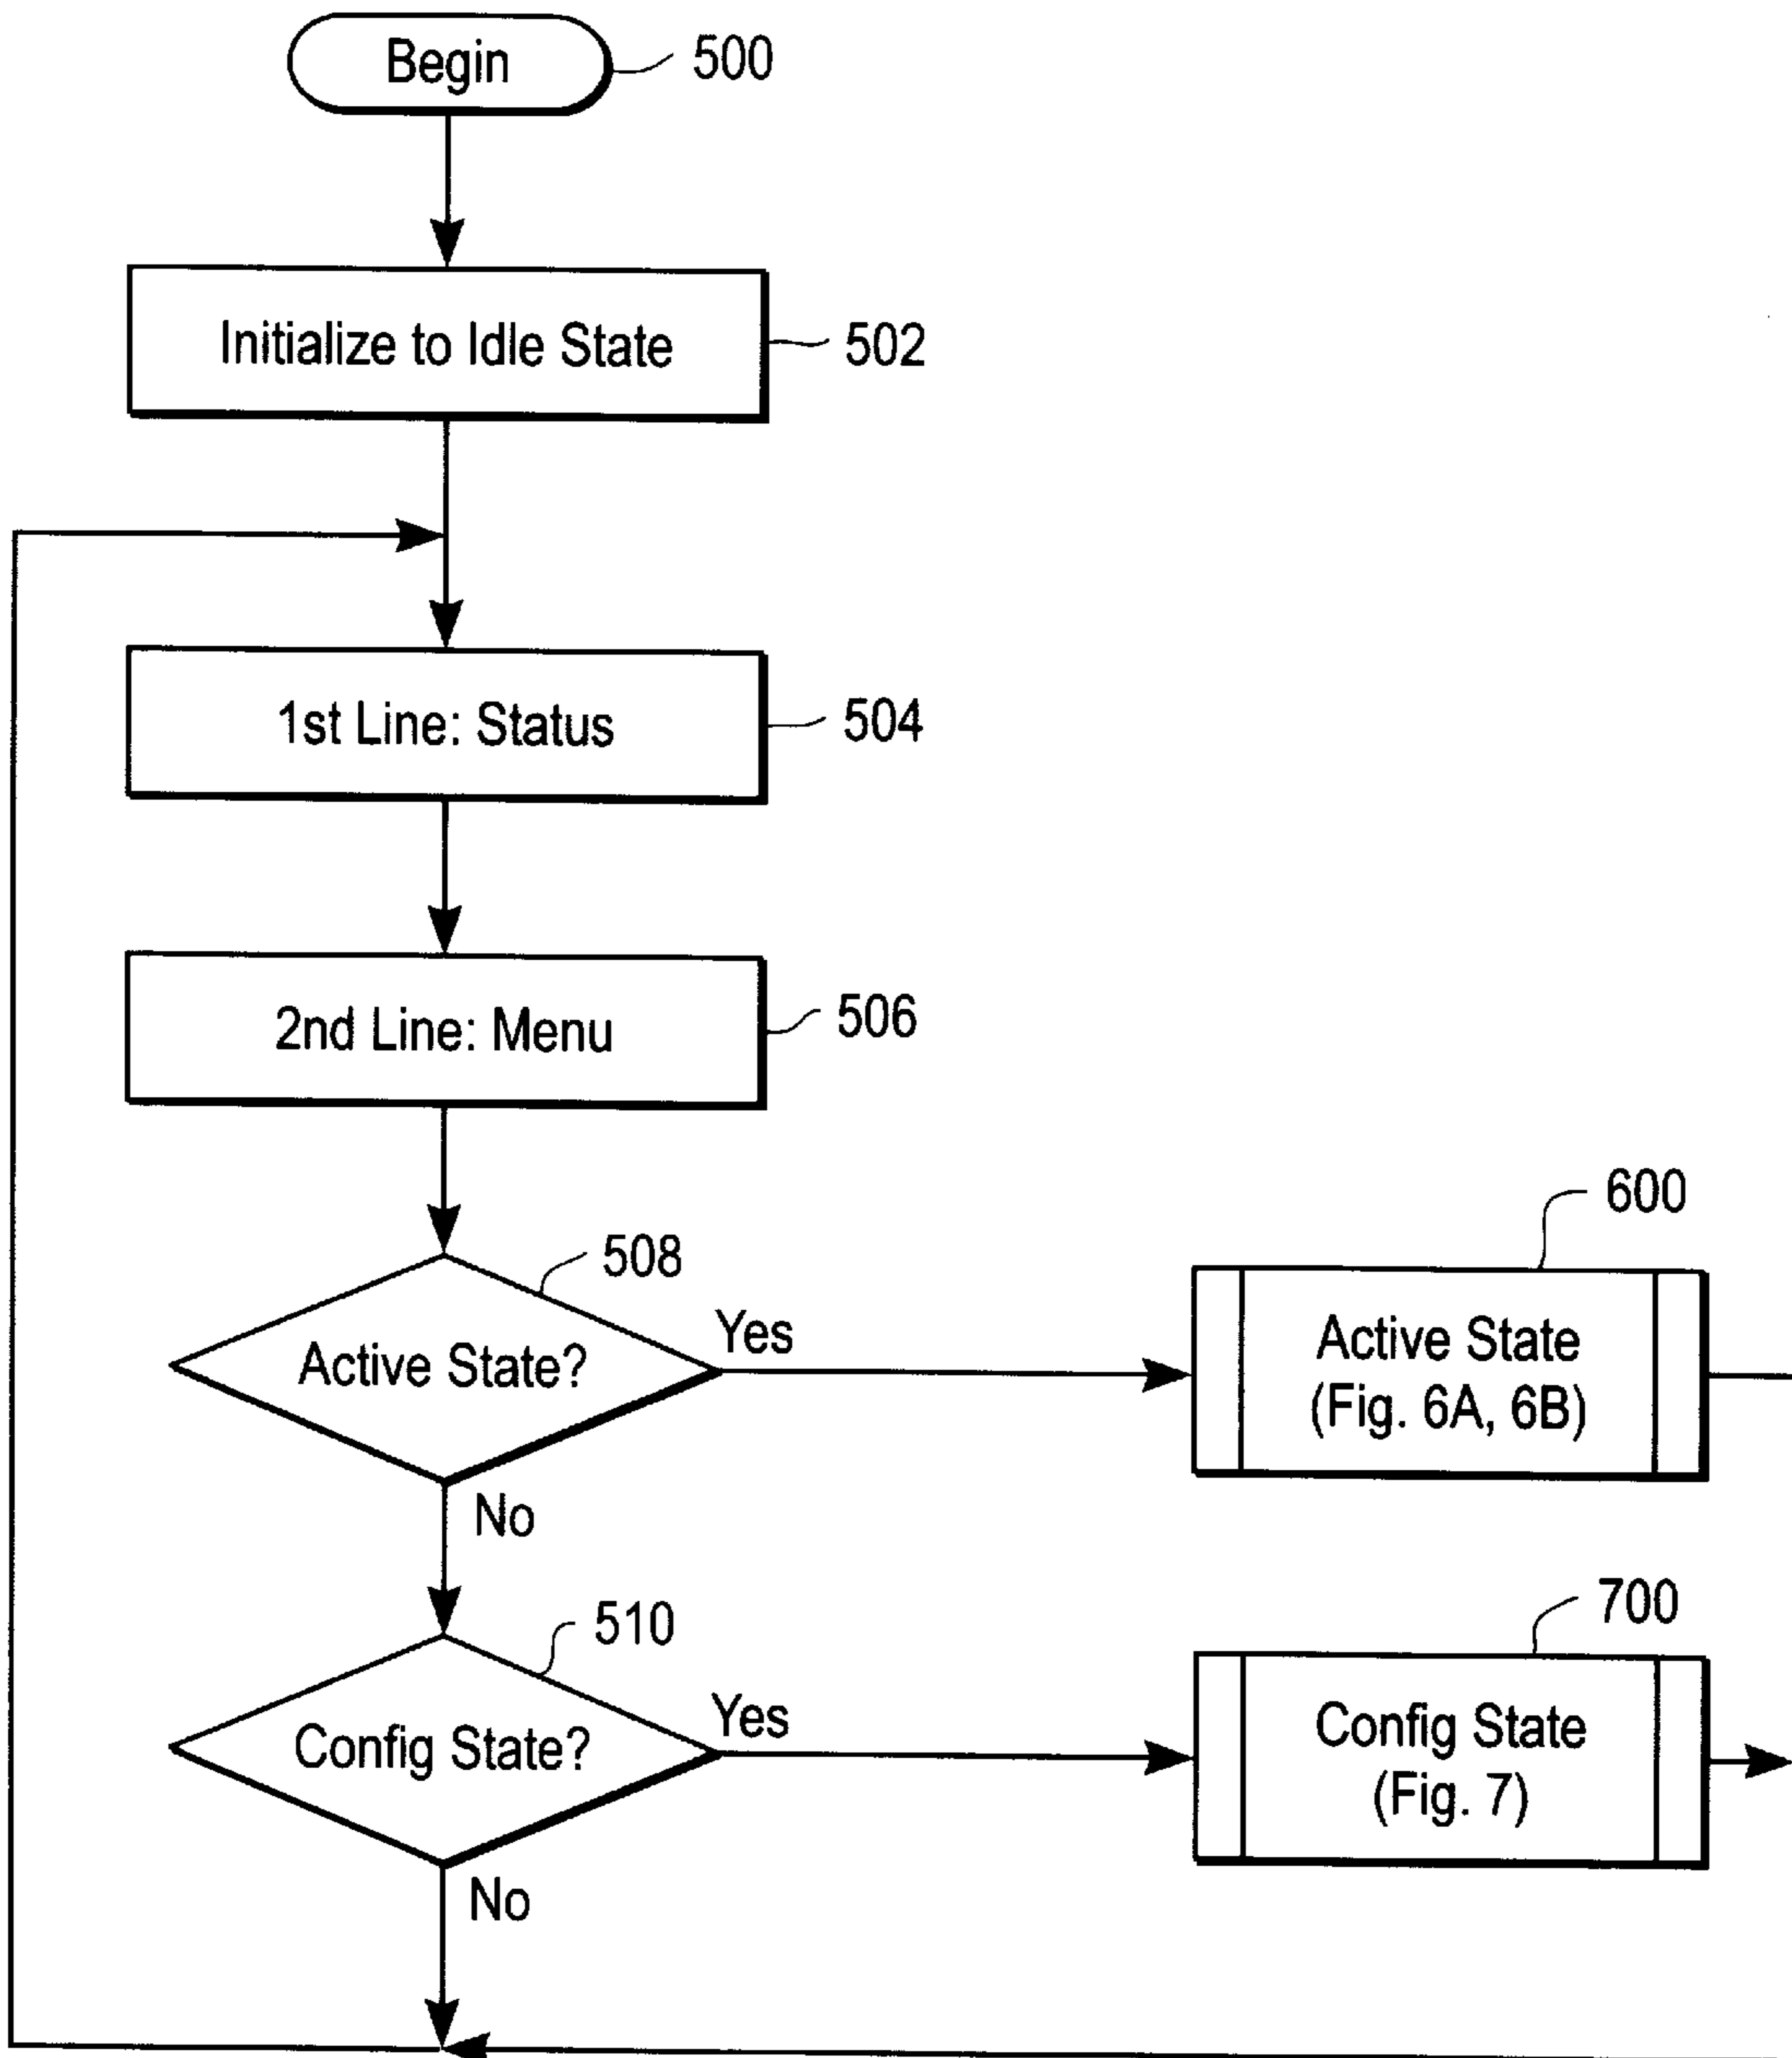 Begin
500
Initialize to Idle State
502
1st Line: Status
504
2nd Line: Menu
506
508
Active State?
Yes
No
600
Active State
(Fig. 6A, 6B)
510
Config State?
Yes
No
700
Config State
(Fig. 7)